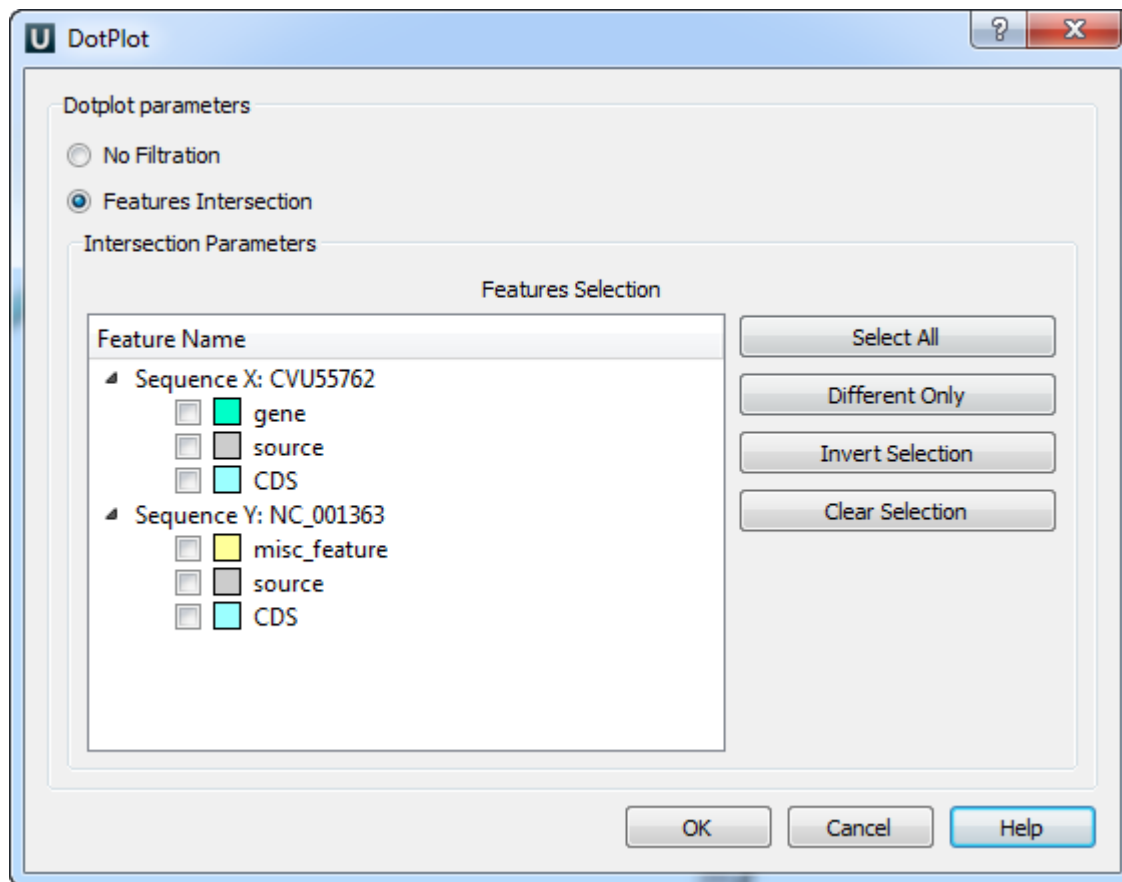 U DotPlot ?
Dotplot parameters
No Filtration
Features Intersection
Intersection Parameters
Features Selection
Feature Name
Sequence X: CVU55762
gene
source
CDS
Sequence Y: NC_001363
misc_feature
source
CDS
Select All
Different Only
Invert Selection
Clear Selection
OK Cancel Help